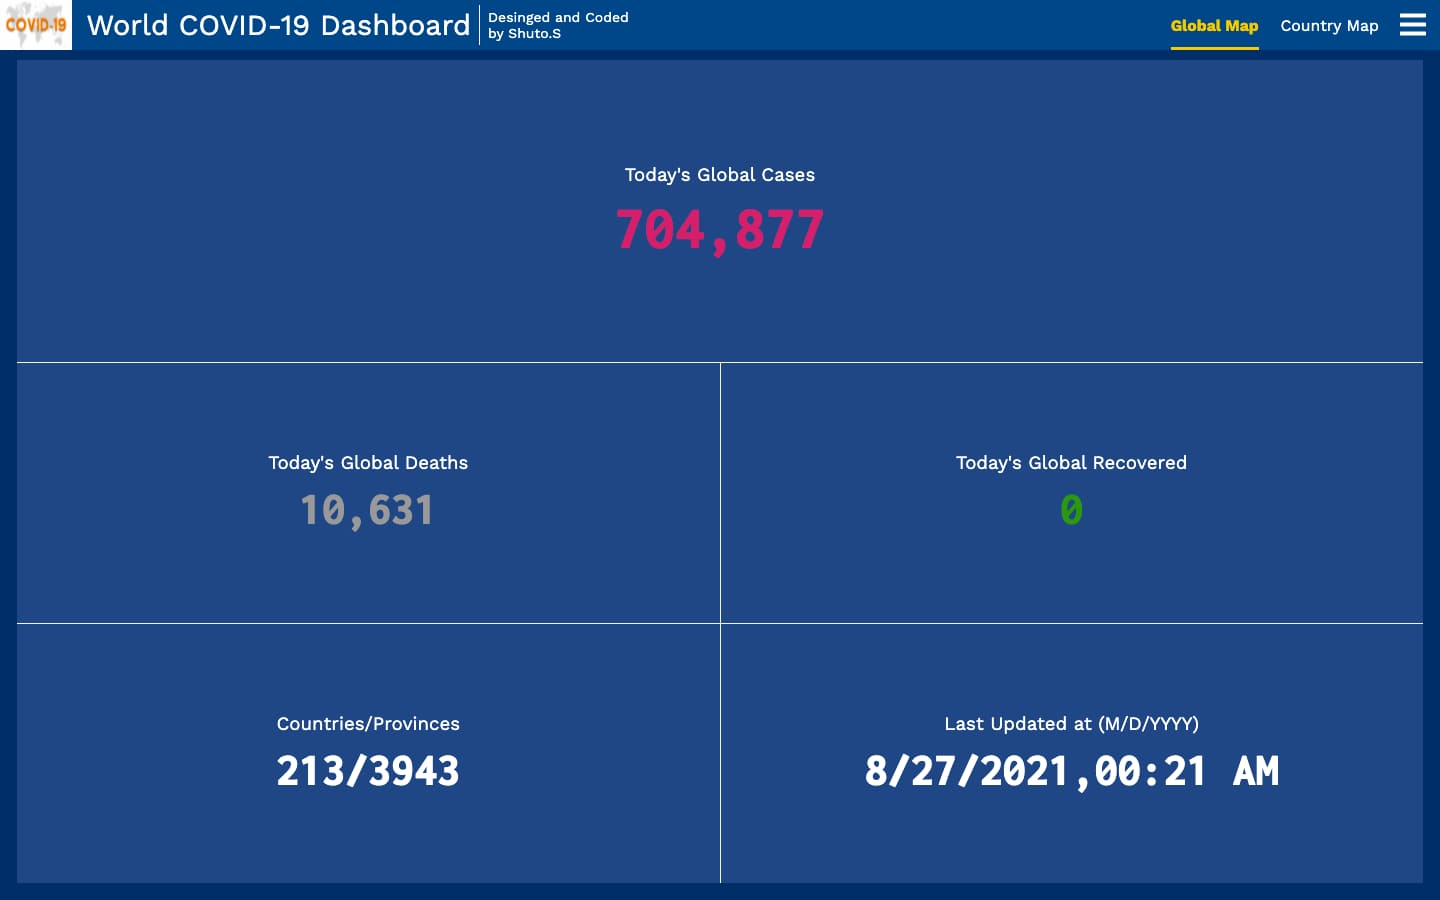 COVID-19
World COVID-19 Dashboard
Desinged and Coded
by Shuto.S
Global Map
Country Map
Today's Global Cases
704,877
Today's Global Deaths
10,631
Today's Global Recovered
0
Countries/Provinces
213/3943
Last Updated at (M/D/YYYY)
8/27/2021,00:21 AM